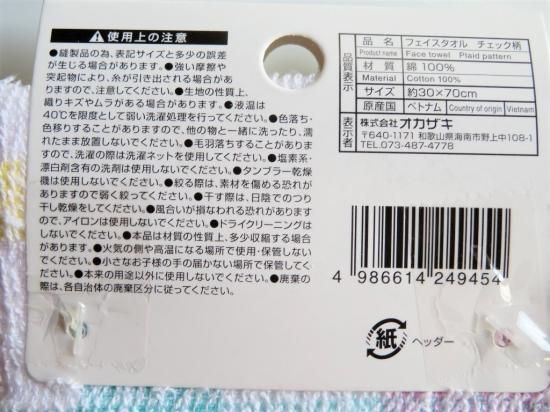 使用上の注意
●縫製品の為、表記サイズと多少の誤差
が生じる場合があります。●強い摩擦や
突起物により、糸が引き出される場合があ
りますので、注意してください。●生地の性質上、
織りキズやムラがある場合があります。●液温は
40℃を限度として弱い洗濯処理を行ってください。●色落ち・
色移りすることがありますので、他の物と一緒に洗ったり、濡
れたまま放置しないでください。●毛羽落ちすることがありま
すので、洗濯の際は洗濯ネットを使用してください。●塩素系・
漂白剤含有の洗剤は使用しないでください。●タンブラー乾燥
機は使用しないでください。●絞る際は、素材を傷める恐れが
ありますので弱く絞ってください。●干す際は、日陰でのつり
干し乾燥をしてください。●風合いが損なわれる恐れがあります
ので、アイロンは使用しないでください。●ドライクリーニングは
しないでください。●本品は材質の性質上、多少収縮する場合
があります。●火気の側や高温になる場所で使用・保管しない
でください。●小さなお子様の手の届かない場所で保管してく
ださい。●本来の用途以外に使用しないでください。●廃棄の
際は、各自治体の廃棄区分に従ってください。
家庭用品品質表示
品名 フェイスタオル チェック柄
Product name Face towel Plaid pattern
材質 綿 100%
Material Cotton 100%
サイズ 約30×70cm
原産国 ベトナム Country of origin Vietnam
表示者 株式会社オカザキ
〒640-1171 和歌山県海南市野上中108-1
TEL.073-487-4778
4 986614 249454
紙 ヘッダー